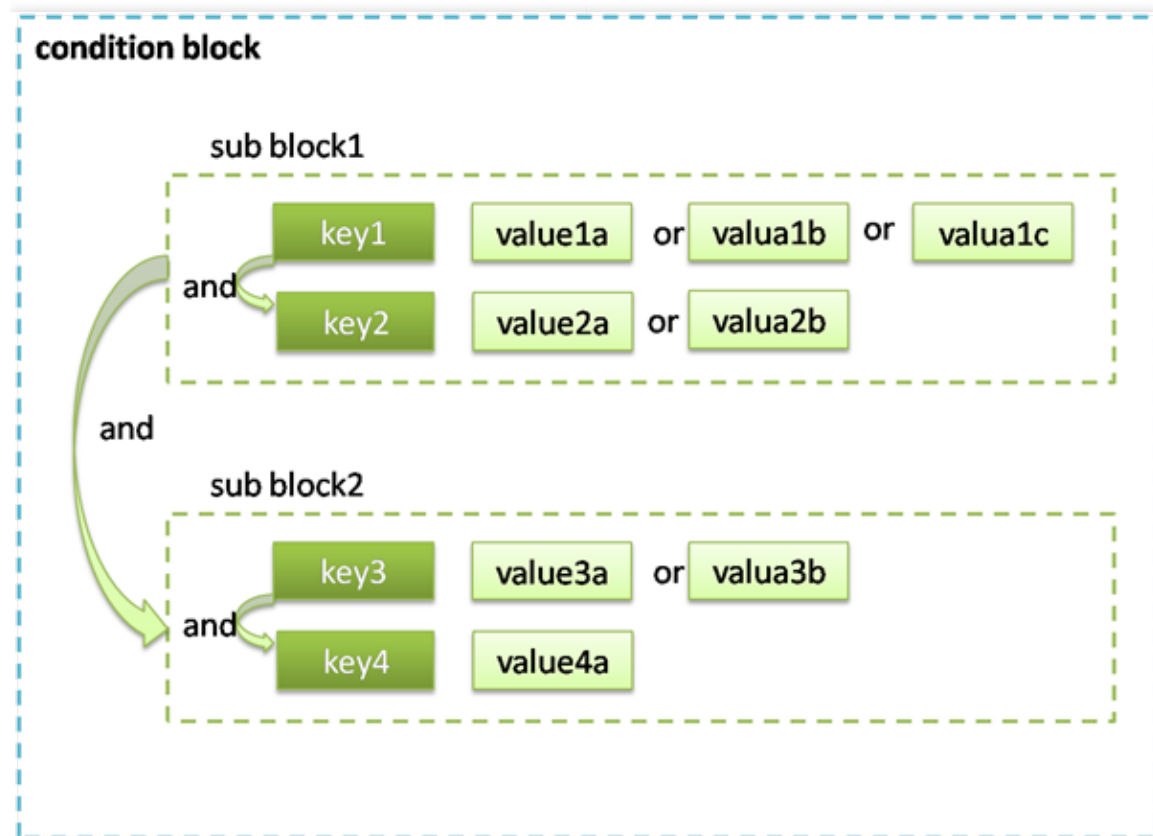 condition block
sub block1
key1 value1a or valua1b or valua1c
and
key2 value2a or valua2b
and
sub block2
key3 value3a or valua3b
and
key4 value4a